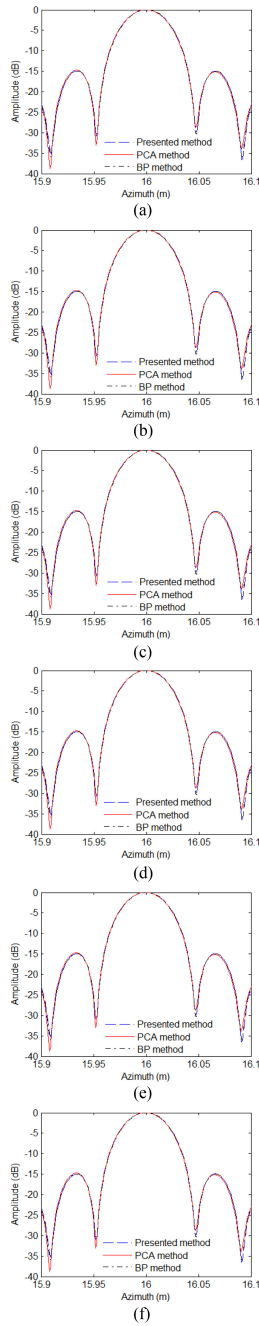 0
-5
-10
-15
-20
-25
-30
-35
-40
Amplitude (dB)
Presented method
PCA method
BP method
15.9 15.95 16 16.05 16.1
Azimuth (m)
(a)
0
-5
-10
-15
-20
-25
-30
-35
-40
Amplitude (dB)
Presented method
PCA method
BP method
15.9 15.95 16 16.05 16.1
Azimuth (m)
(b)
0
-5
-10
-15
-20
-25
-30
-35
-40
Amplitude (dB)
Presented method
PCA method
BP method
15.9 15.95 16 16.05 16.1
Azimuth (m)
(c)
0
-5
-10
-15
-20
-25
-30
-35
-40
Amplitude (dB)
Presented method
PCA method
BP method
15.9 15.95 16 16.05 16.1
Azimuth (m)
(d)
0
-5
-10
-15
-20
-25
-30
-35
-40
Amplitude (dB)
Presented method
PCA method
BP method
15.9 15.95 16 16.05 16.1
Azimuth (m)
(e)
0
-5
-10
-15
-20
-25
-30
-35
-40
Amplitude (dB)
Presented method
PCA method
BP method
15.9 15.95 16 16.05 16.1
Azimuth (m)
(f)